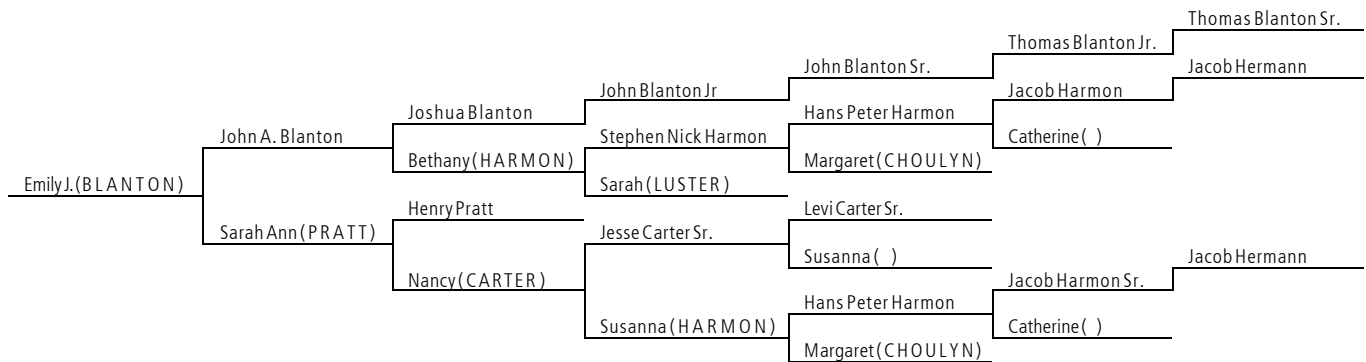 Thomas Blanton Sr.
Thomas Blanton Jr.
John Blanton Sr.
Jacob Hermann
John Blanton Jr
Jacob Harmon
Joshua Blanton
Hans Peter Harmon
John A. Blanton
Stephen Nick Harmon
Catherine ( )
Bethany (HARMON)
Margaret (CHOULYN)
Emily J. (BLANTON)
Sarah (LUSTER)
Henry Pratt
Levi Carter Sr.
Sarah Ann (PRATT)
Jesse Carter Sr.
Susanna ( )
Jacob Hermann
Nancy (CARTER)
Jacob Harmon Sr.
Hans Peter Harmon
Susanna (HARMON)
Catherine ( )
Margaret (CHOULYN)